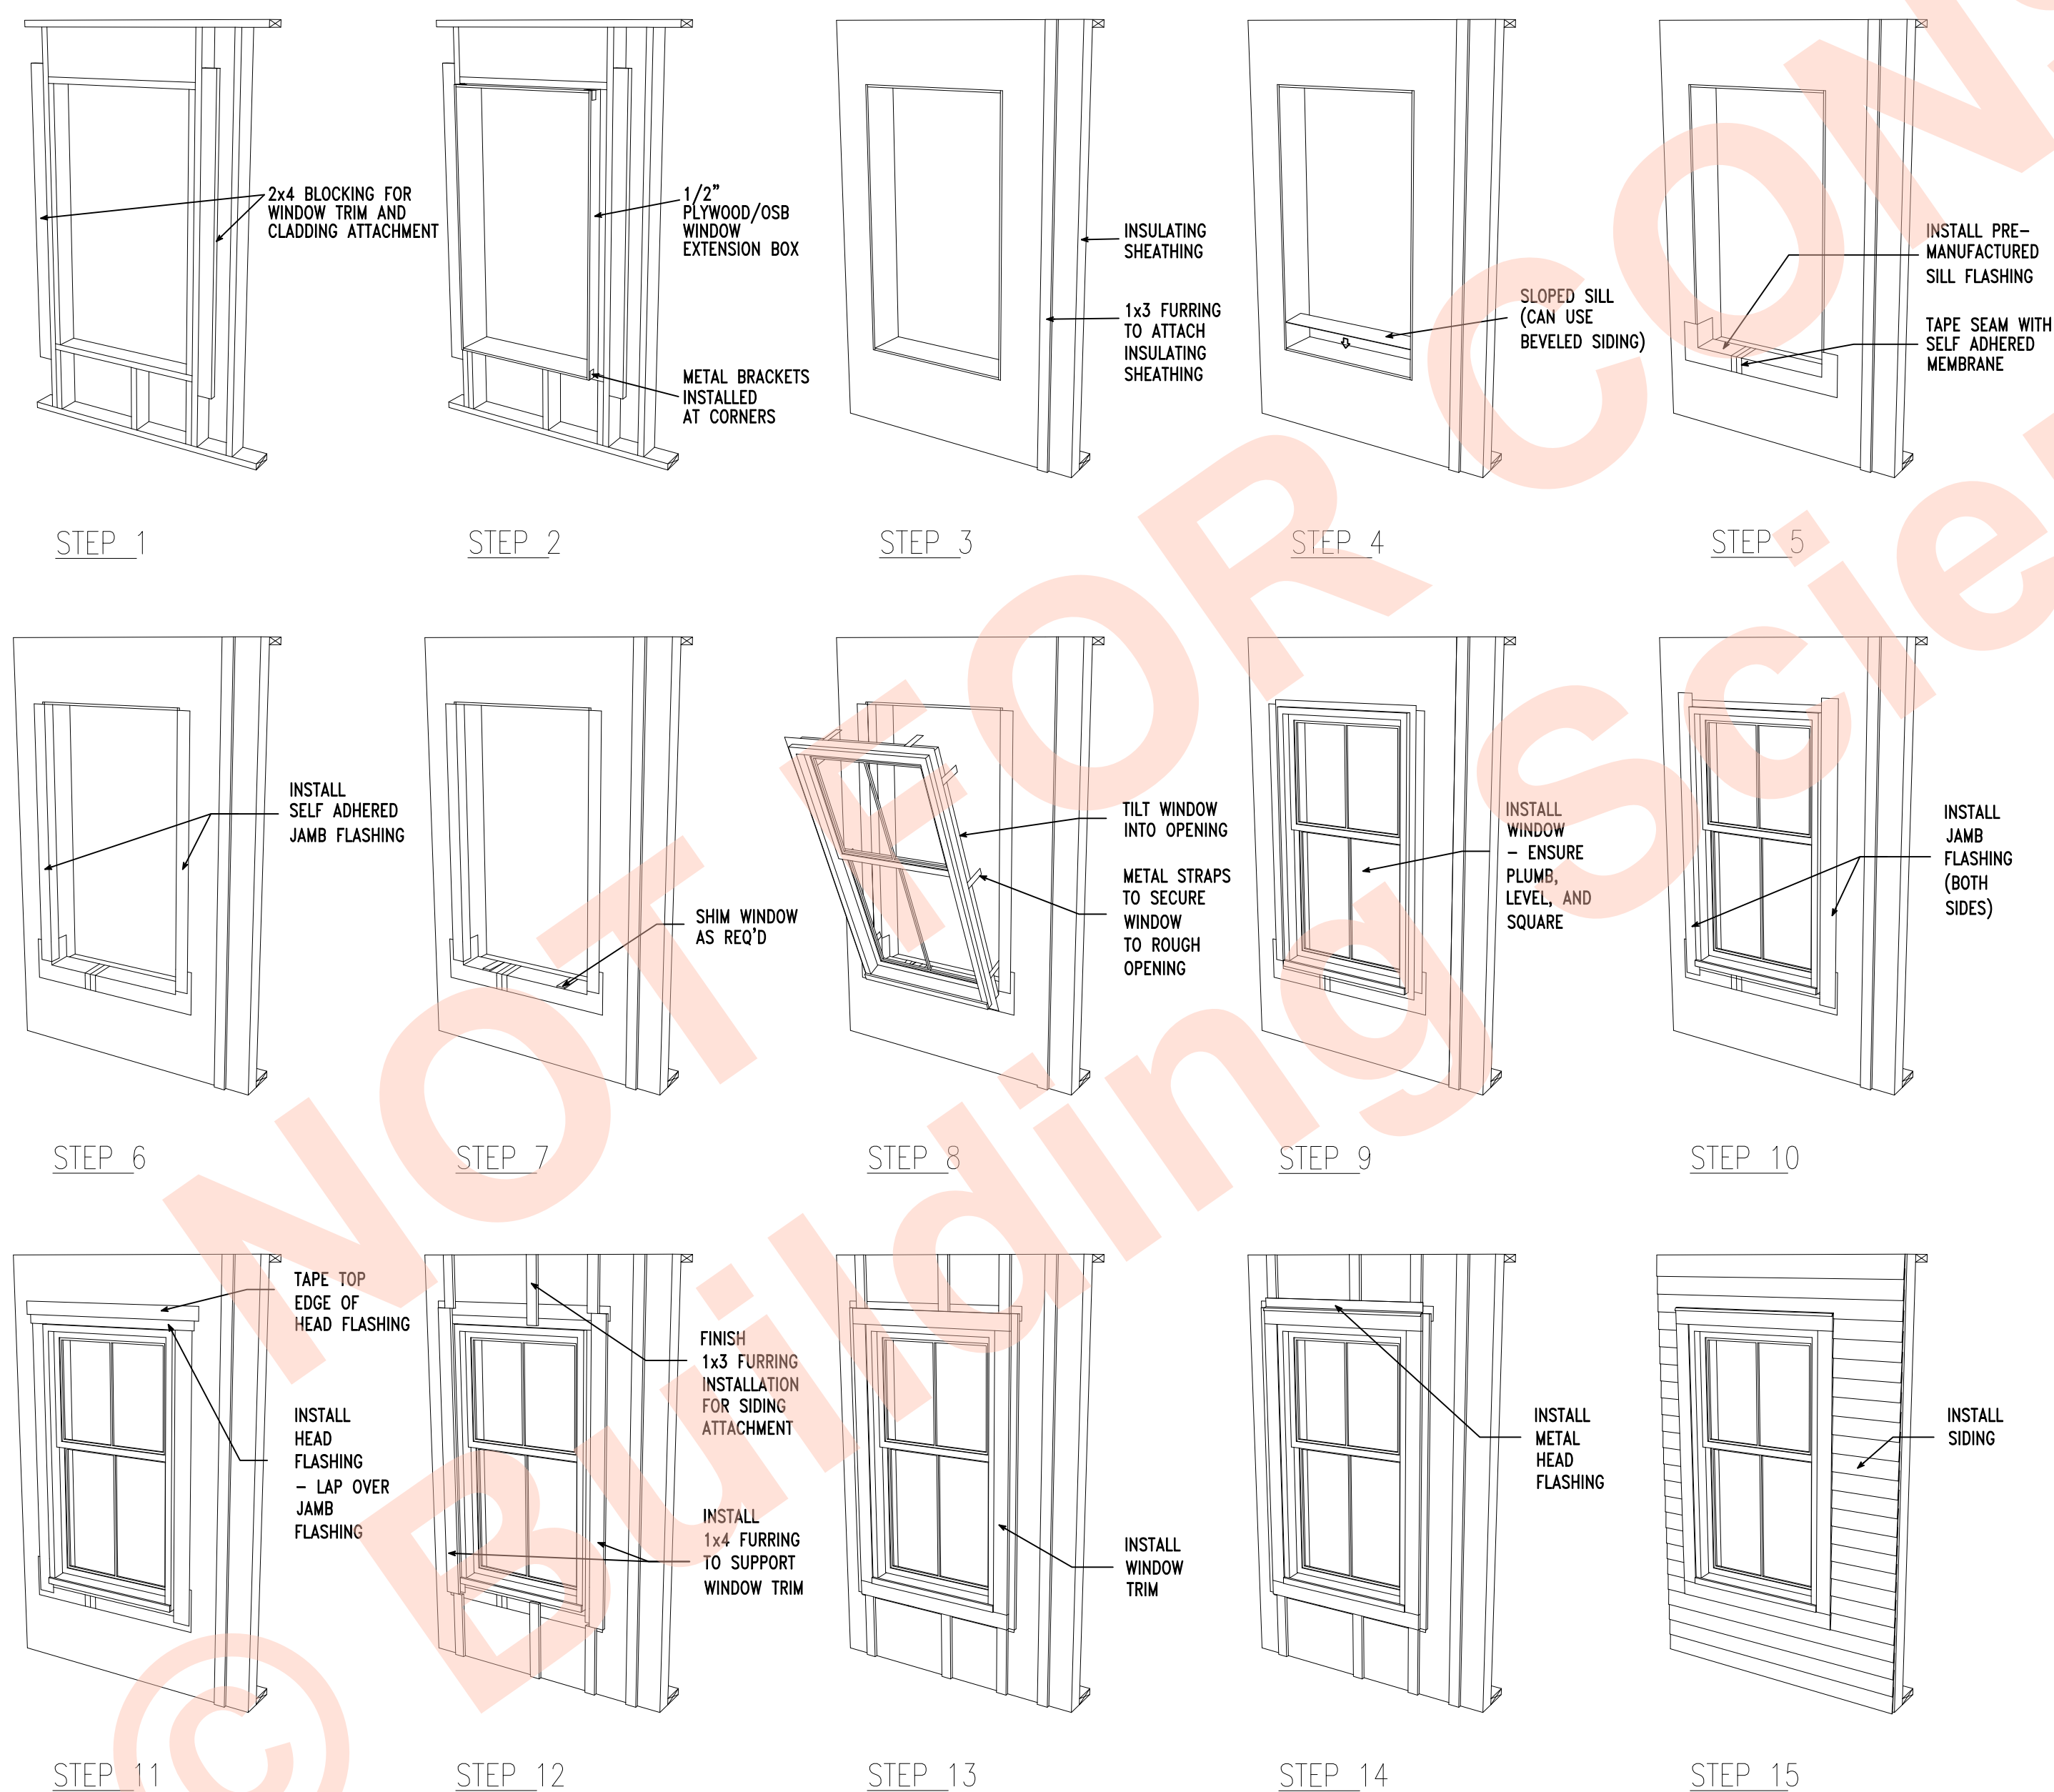 2x4 BLOCKING FOR
WINDOW TRIM AND
CLADDING ATTACHMENT
STEP 1
1/2"
PLYWOOD/OSB
WINDOW
EXTENSION BOX
METAL BRACKETS
INSTALLED
AT CORNERS
STEP 2
INSULATING
SHEATHING
1x3 FURRING
TO ATTACH
INSULATING
SHEATHING
STEP 3
SLOPED SILL
(CAN USE
BEVELED SIDING)
STEP 4
INSTALL PRE-
MANUFACTURED
SILL FLASHING
TAPE SEAM WITH
SELF ADHERED
MEMBRANE
STEP 5
INSTALL
SELF ADHERED
JAMB FLASHING
STEP 6
SHIM WINDOW
AS REQ'D
STEP 7
TILT WINDOW
INTO OPENING
METAL STRAPS
TO SECURE
WINDOW
TO ROUGH
OPENING
STEP 8
INSTALL
WINDOW
- ENSURE
PLUMB,
LEVEL, AND
SQUARE
STEP 9
INSTALL
JAMB
FLASHING
(BOTH
SIDES)
STEP 10
TAPE TOP
EDGE OF
HEAD FLASHING
INSTALL
HEAD
FLASHING
- LAP OVER
JAMB
FLASHING
STEP 11
FINISH
1x3 FURRING
INSTALLATION
FOR SIDING
ATTACHMENT
INSTALL
1x4 FURRING
TO SUPPORT
WINDOW TRIM
STEP 12
INSTALL
WINDOW
TRIM
STEP 13
INSTALL
METAL
HEAD
FLASHING
STEP 14
INSTALL
SIDING
STEP 15
NOT FOR
© Building